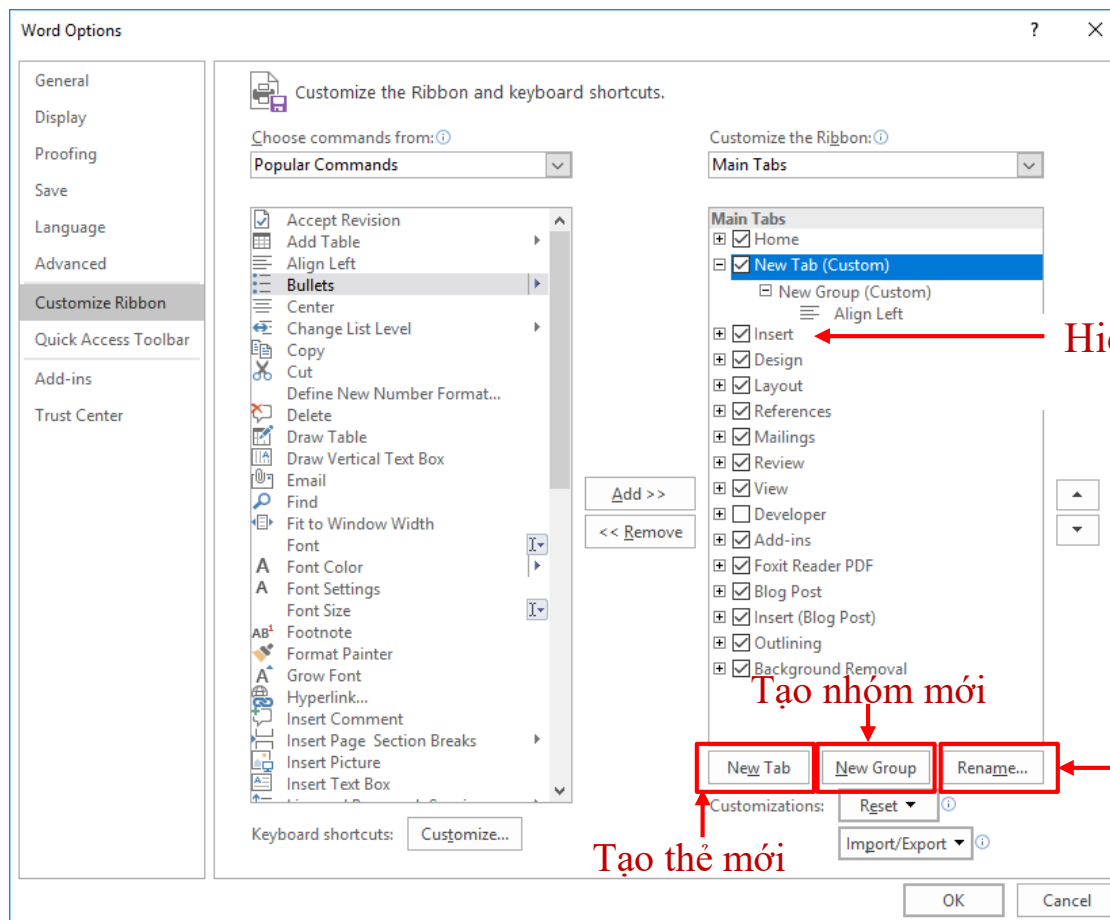 Word Options
?
General
Display
Proofing
Save
Language
Advanced
Customize Ribbon
Quick Access Toolbar
Add-ins
Trust Center
Customize the Ribbon and keyboard shortcuts.
Choose commands from:
Popular Commands
Accept Revision
Add Table
Align Left
Bullets
Center
Change List Level
Copy
Cut
Define New Number Format...
Delete
Draw Table
Draw Vertical Text Box
Email
Find
Fit to Window Width
Font
Font Color
Font Settings
Font Size
Footnote
Format Painter
Grow Font
Hyperlink...
Insert Comment
Insert Page Section Breaks
Insert Picture
Insert Text Box
Keyboard shortcuts: Customize...
Add >>
<< Remove
Customize the Ribbon:
Main Tabs
Main Tabs
Home
New Tab (Custom)
New Group (Custom)
Align Left
Insert
Design
Layout
References
Mailings
Review
View
Developer
Add-ins
Foxit Reader PDF
Blog Post
Insert (Blog Post)
Outlining
Background Removal
Tạo nhóm mới
New Tab New Group Rename...
Customizations: Reset
Import/Export
Tạo thẻ mới
OK Cancel